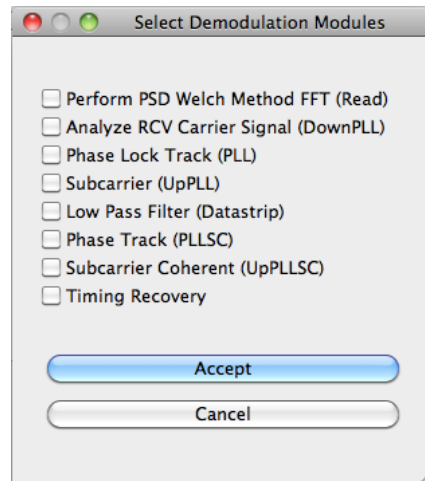 Select Demodulation Modules
Perform PSD Welch Method FFT (Read)
Analyze RCV Carrier Signal (DownPLL)
Phase Lock Track (PLL)
Subcarrier (UpPLL)
Low Pass Filter (Datastrip)
Phase Track (PLLSC)
Subcarrier Coherent (UpPLLSC)
Timing Recovery
Accept
Cancel